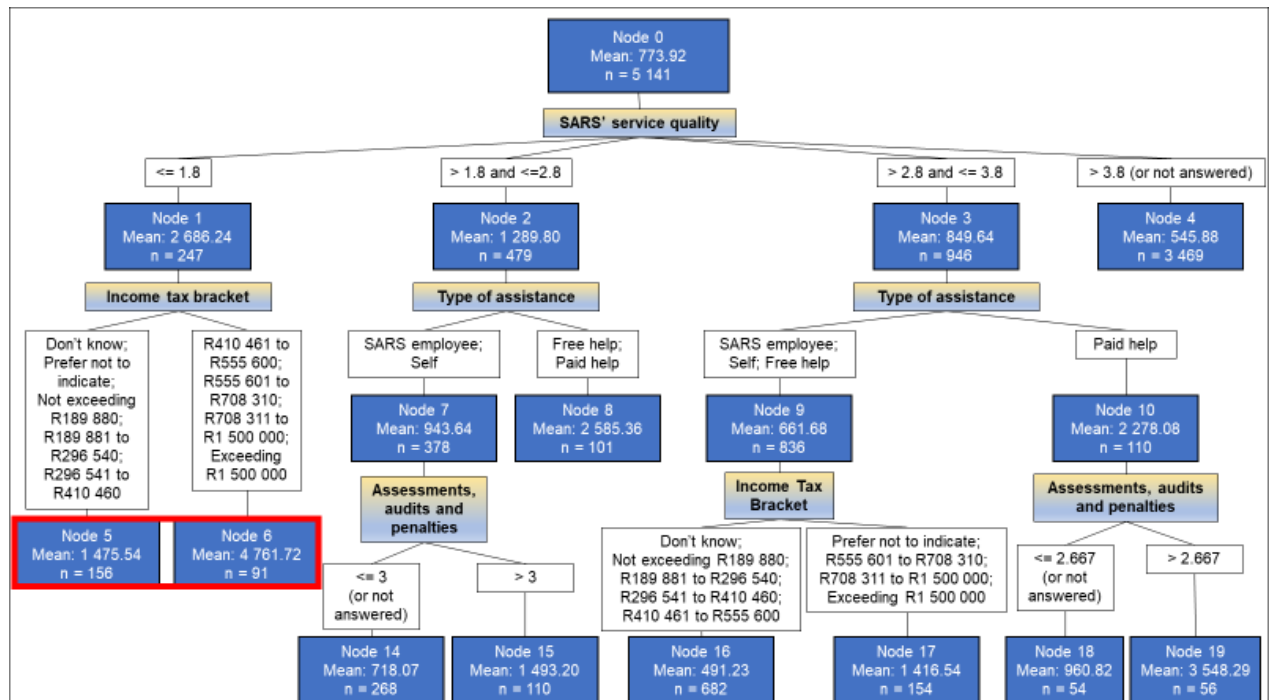 Node 0
Mean: 773.92
n = 5 141
SARS' service quality
<= 1.8
> 1.8 and <=2.8
> 2.8 and <= 3.8
> 3.8 (or not answered)
Node 1
Mean: 2 686.24
n = 247
Node 2
Mean: 1 289.80
n = 479
Node 3
Mean: 849.64
n = 946
Node 4
Mean: 545.88
n = 3 469
Income tax bracket
Type of assistance
Type of assistance
Don't know;
Prefer not to
indicate;
Not exceeding
R189 880;
R189 881 to
R296 540;
R296 541 to
R410 460
R410 461 to
R555 600;
R555 601 to
R708 310;
R708 311 to
R1 500 000;
Exceeding
R1 500 000
SARS employee;
Self
Free help;
Paid help
SARS employee;
Self; Free help
Paid help
Node 7
Mean: 943.64
n = 378
Node 8
Mean: 2 585.36
n = 101
Node 9
Mean: 661.68
n = 836
Node 10
Mean: 2 278.08
n = 110
Assessments,
audits and
penalties
Income Tax
Bracket
Assessments, audits
and penalties
Node 5
Mean: 1 475.54
n = 156
Node 6
Mean: 4 761.72
n = 91
<= 3
(or not
answered)
> 3
Don't know;
Not exceeding R189 880;
R189 881 to R296 540;
R296 541 to R410 460;
R410 461 to R555 600
Prefer not to indicate;
R555 601 to R708 310;
R708 311 to R1 500 000;
Exceeding R1 500 000
<= 2.667
(or not
answered)
> 2.667
Node 14
Mean: 718.07
n = 268
Node 15
Mean: 1 493.20
n = 110
Node 16
Mean: 491.23
n = 682
Node 17
Mean: 1 416.54
n = 154
Node 18
Mean: 960.82
n = 54
Node 19
Mean: 3 548.29
n = 56